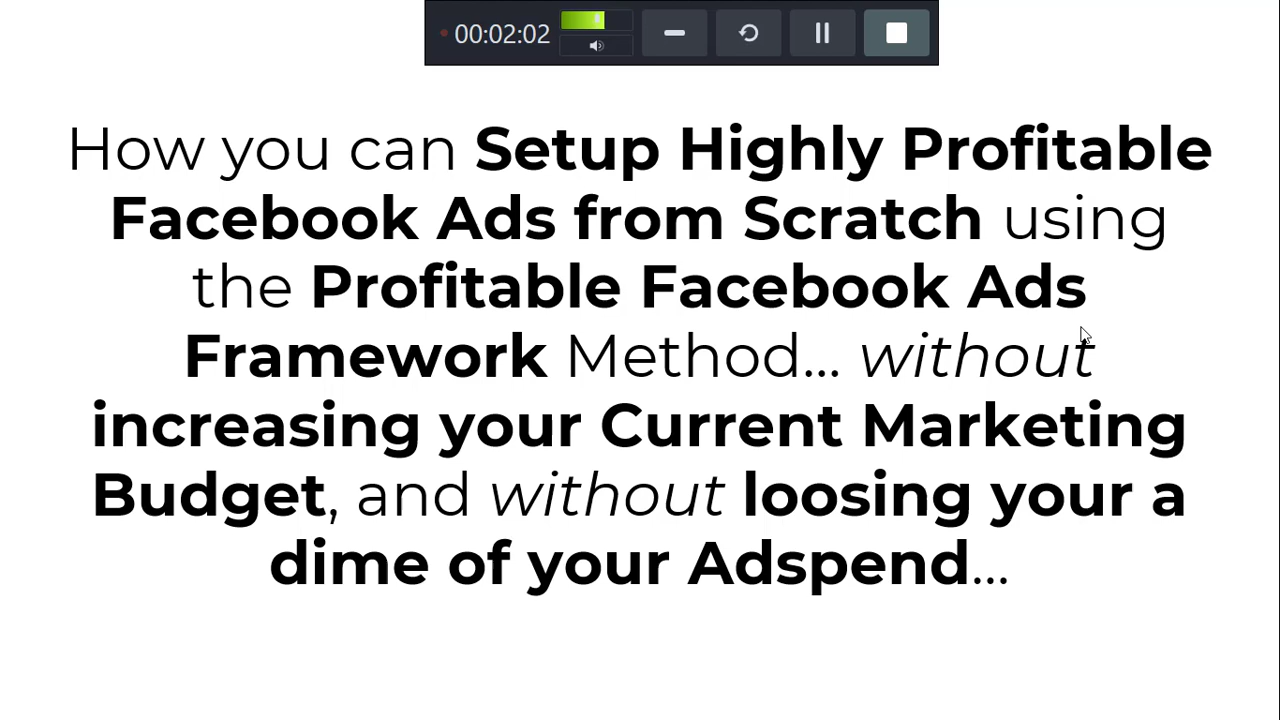 00:02:02
How you can Setup Highly Profitable
Facebook Ads from Scratch using
the Profitable Facebook Ads
Framework Method... without
increasing your Current Marketing
Budget, and without loosing your a
dime of your Adspend...